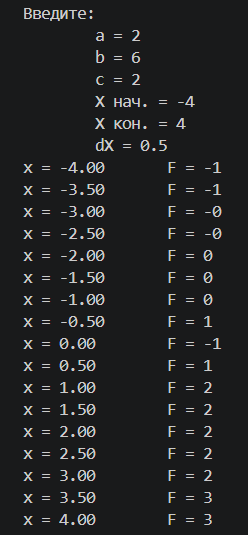 Введите:
a = 2
b = 6
c = 2
X нач. = -4
X кон. = 4
dX = 0.5
x = -4.00 F = -1
x = -3.50 F = -1
x = -3.00 F = -0
x = -2.50 F = -0
x = -2.00 F = 0
x = -1.50 F = 0
x = -1.00 F = 0
x = -0.50 F = 1
x = 0.00 F = -1
x = 0.50 F = 1
x = 1.00 F = 2
x = 1.50 F = 2
x = 2.00 F = 2
x = 2.50 F = 2
x = 3.00 F = 2
x = 3.50 F = 3
x = 4.00 F = 3